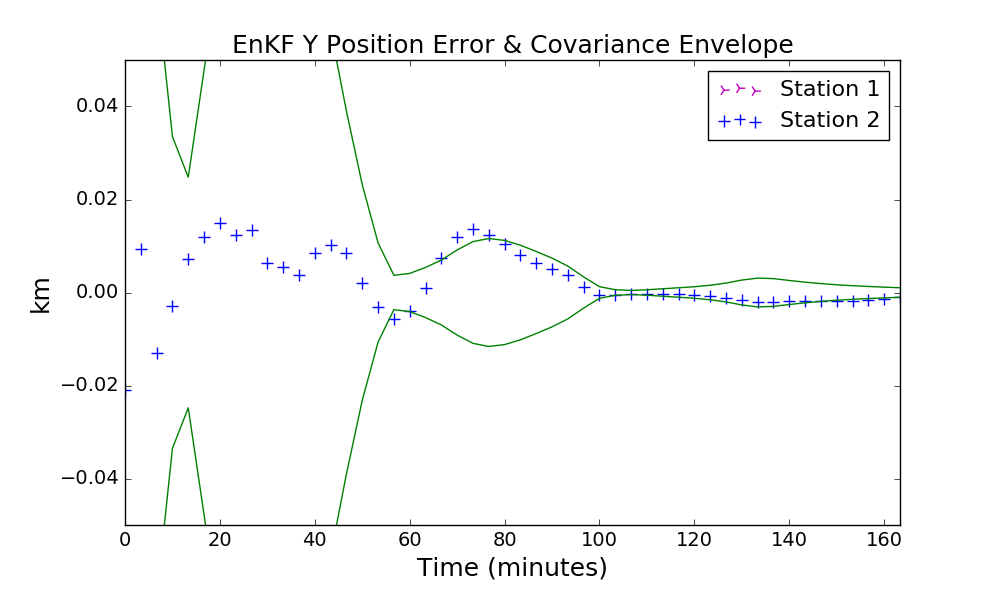 EnKF Y Position Error & Covariance Envelope
km
0.04
0.02
0.00
−0.02
−0.04
Station 1
Station 2
0 20 40 60 80 100 120 140 160
Time (minutes)